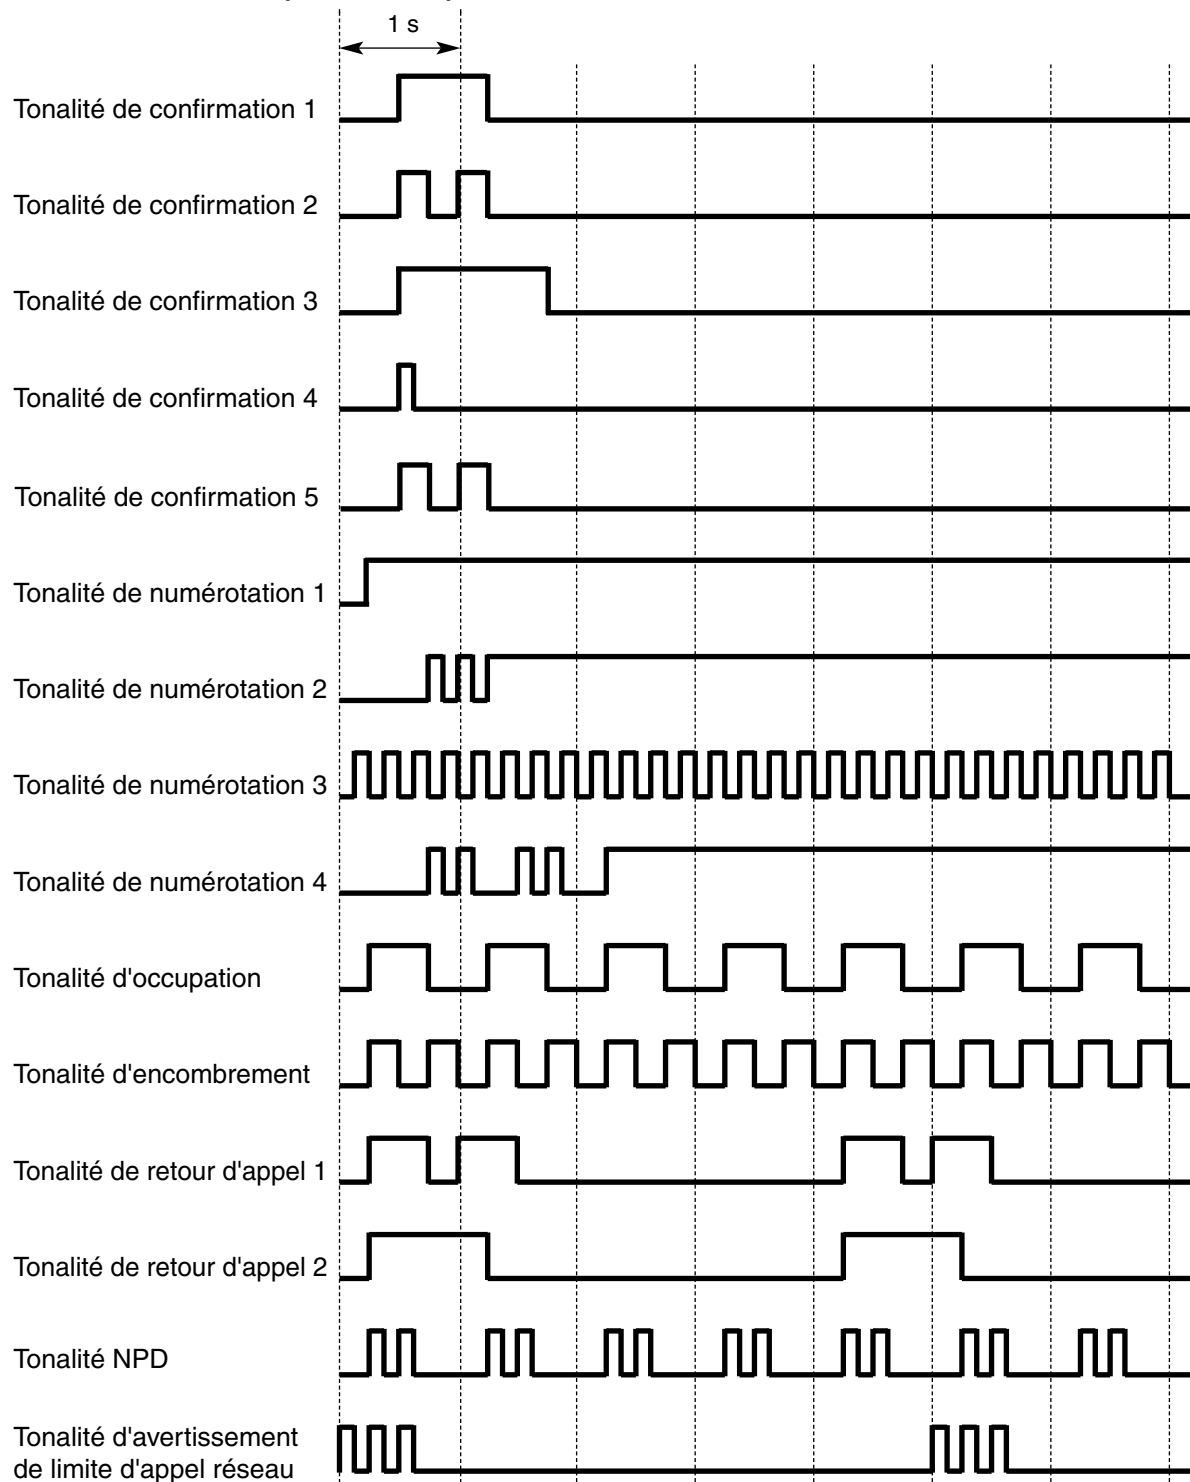 1 s
Tonalité de confirmation 1
Tonalité de confirmation 2
Tonalité de confirmation 3
Tonalité de confirmation 4
Tonalité de confirmation 5
Tonalité de numérotation 1
Tonalité de numérotation 2
Tonalité de numérotation 3
Tonalité de numérotation 4
Tonalité d'occupation
Tonalité d'encombrement
Tonalité de retour d'appel 1
Tonalité de retour d'appel 2
Tonalité NPD
Tonalité d'avertissement
de limite d'appel réseau